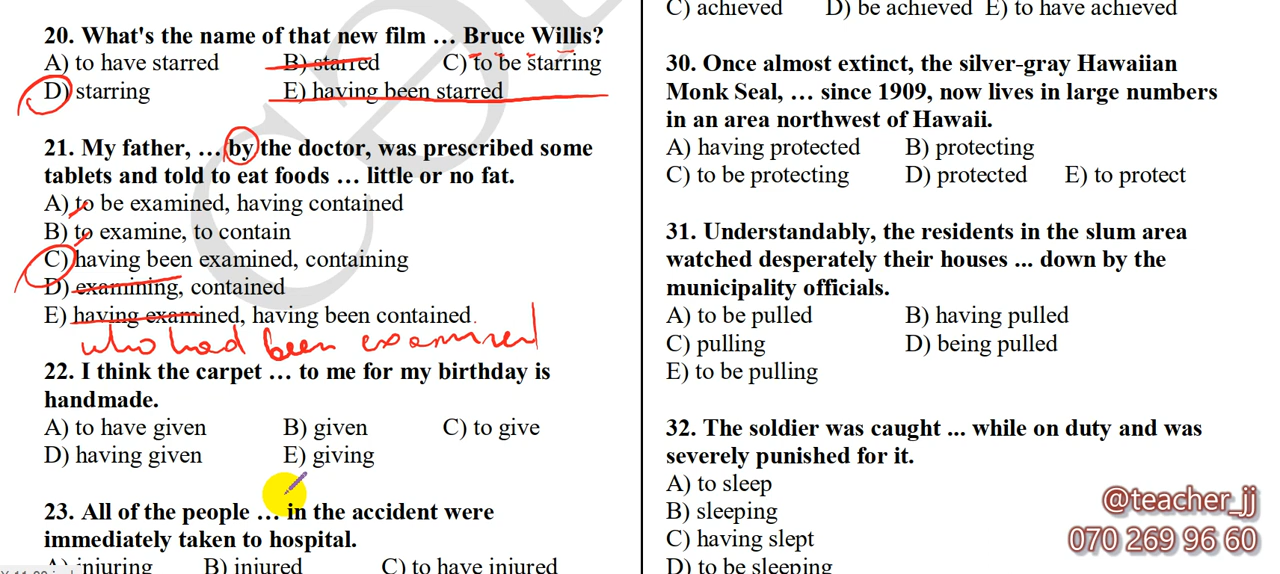 20. What's the name of that new film … Bruce Willis?
A) to have starred B) starred C) to be starring
D) starring E) having been starred
21. My father, … by the doctor, was prescribed some
tablets and told to eat foods … little or no fat.
A) to be examined, having contained
B) to examine, to contain
C) having been examined, containing
D) examining, contained
E) having examined, having been contained.
who had been examined
22. I think the carpet … to me for my birthday is
handmade.
A) to have given B) given C) to give
D) having given E) giving
23. All of the people … in the accident were
immediately taken to hospital.
A) injuring B) injured C) to have injured
C) achieved D) be achieved E) to have achieved
30. Once almost extinct, the silver-gray Hawaiian
Monk Seal, … since 1909, now lives in large numbers
in an area northwest of Hawaii.
A) having protected B) protecting
C) to be protecting D) protected E) to protect
31. Understandably, the residents in the slum area
watched desperately their houses ... down by the
municipality officials.
A) to be pulled B) having pulled
C) pulling D) being pulled
E) to be pulling
32. The soldier was caught ... while on duty and was
severely punished for it.
A) to sleep
B) sleeping
C) having slept
D) to be sleeping
@teacher_jj
070 269 96 60